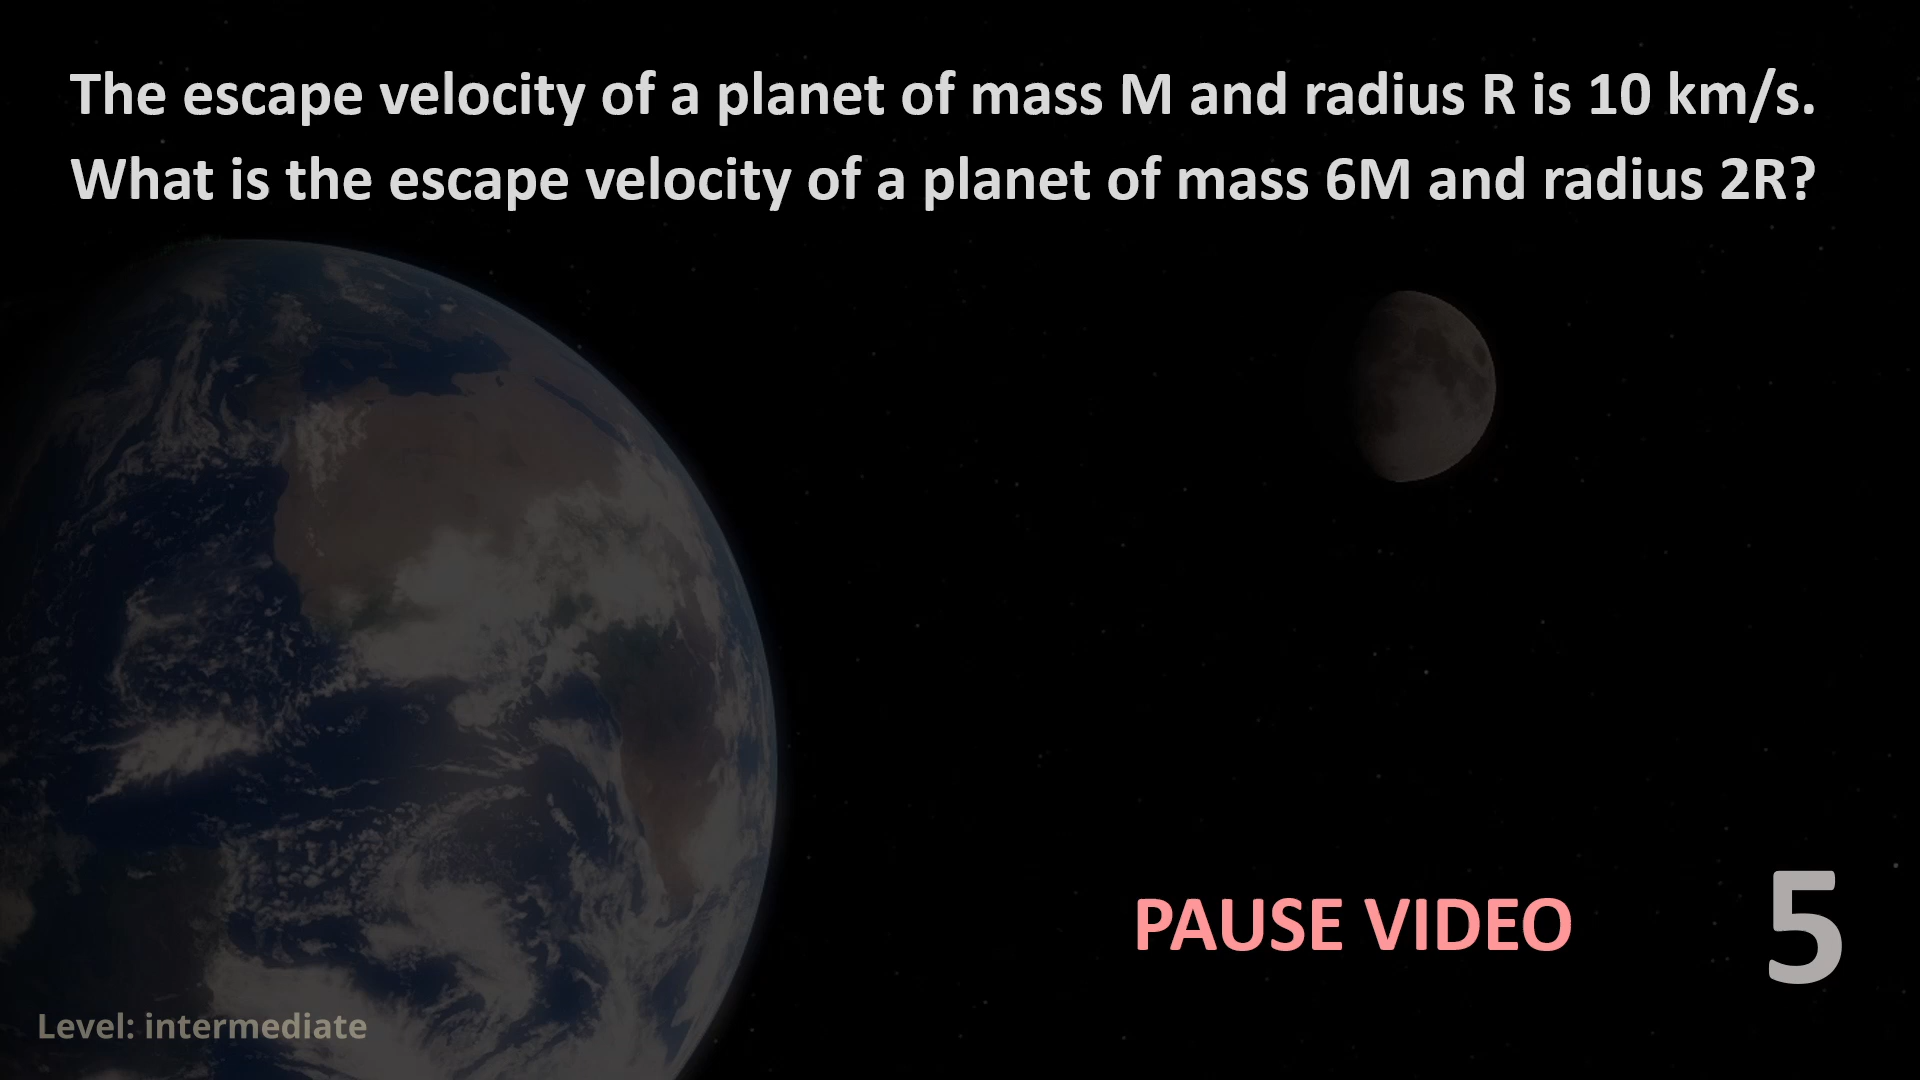 The escape velocity of a planet of mass M and radius R is 10 km/s.
What is the escape velocity of a planet of mass 6M and radius 2R?
PAUSE VIDEO
5
Level: intermediate